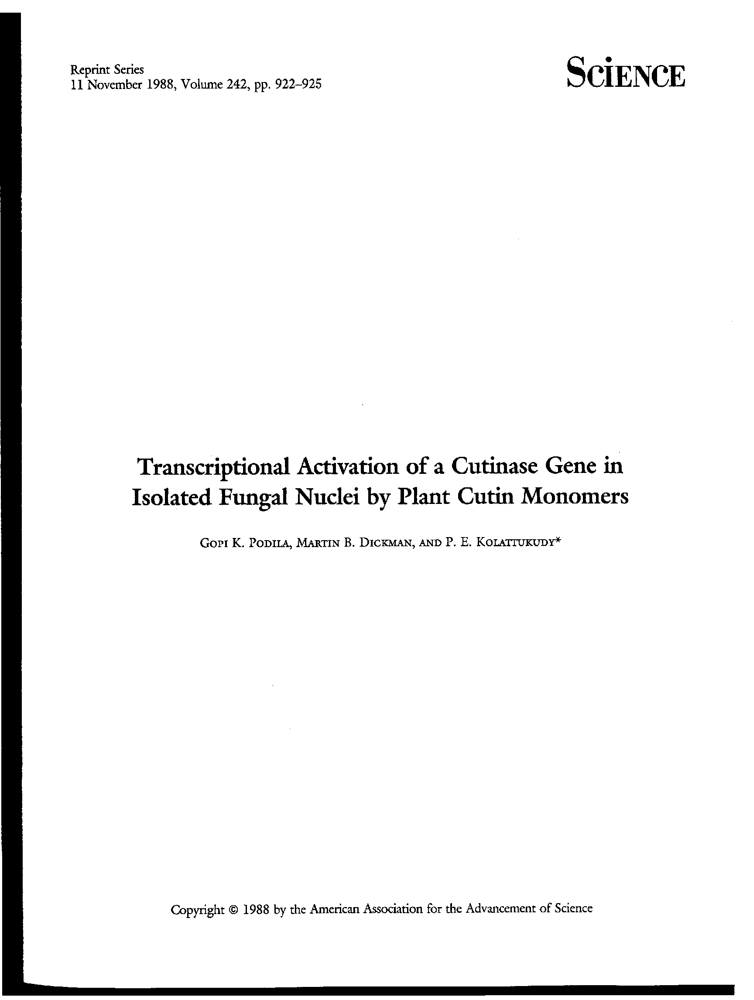 Reprint Series
11 November 1988, Volume 242, pp. 922–925
SCIENCE
Transcriptional Activation of a Cutinase Gene in
Isolated Fungal Nuclei by Plant Cutin Monomers
GOPI K. PODILA, MARTIN B. DICKMAN, AND P. E. KOLATTUKUDY*
Copyright © 1988 by the American Association for the Advancement of Science